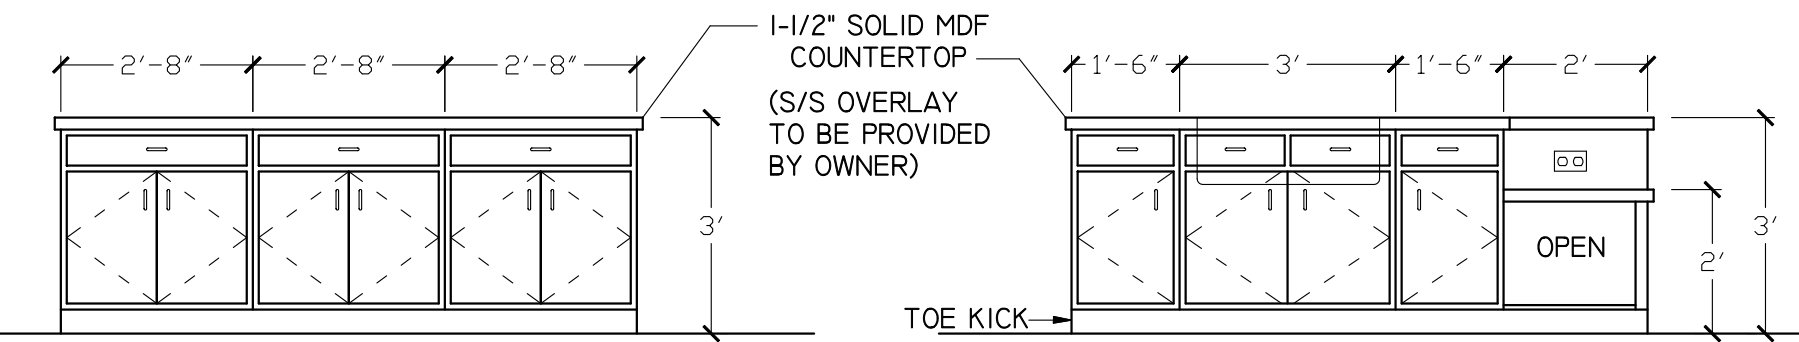 1-1/2" SOLID MDF
COUNTERTOP
(S/S OVERLAY
TO BE PROVIDED
BY OWNER)
2'-8" 2'-8" 2'-8"
3'
1'-6" 3' 1'-6" 2'
OPEN
2'
3'
TOE KICK